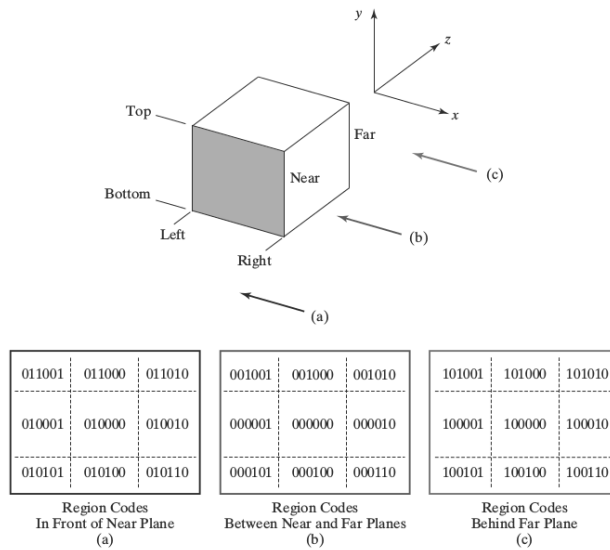 y
z
x
Top
Far
Near
(c)
Bottom
(b)
Left
Right
(a)
011001 011000 011010
010001 010000 010010
010101 010100 010110
Region Codes
In Front of Near Plane
(a)
001001 001000 001010
000001 000000 000010
000101 000100 000110
Region Codes
Between Near and Far Planes
(b)
101001 101000 101010
100001 100000 100010
100101 100100 100110
Region Codes
Behind Far Plane
(c)